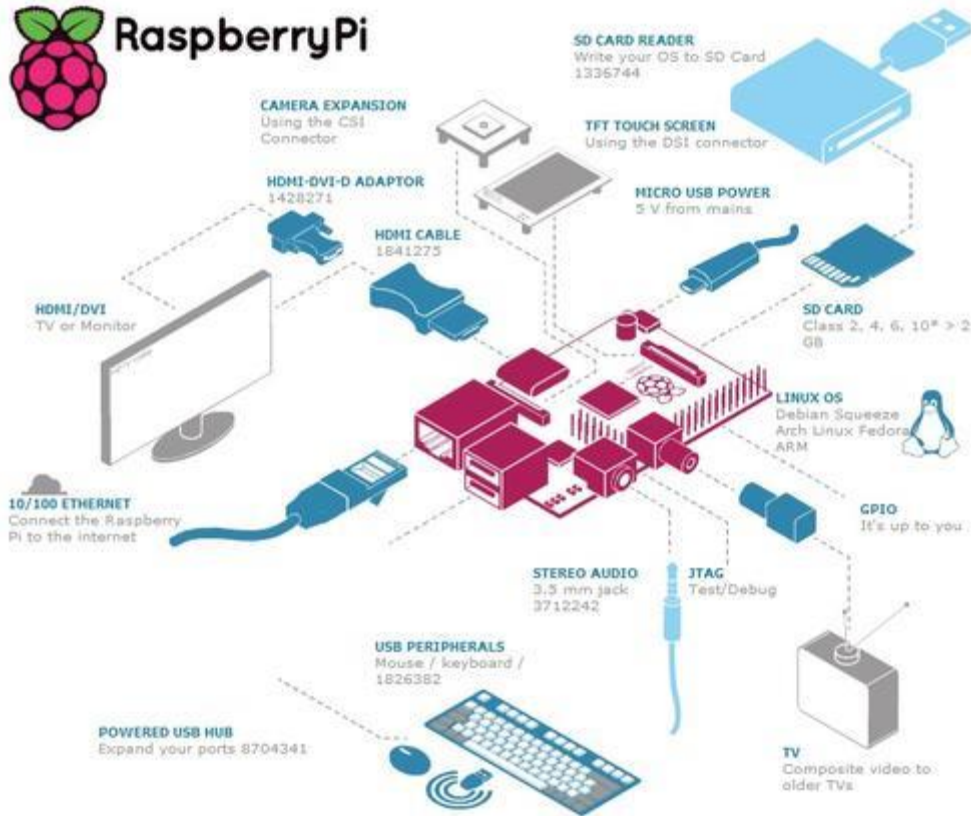 RaspberryPi
SD CARD READER
Write your OS to SD Card
1336744
CAMERA EXPANSION
Using the CSI
Connector
TFT TOUCH SCREEN
Using the DSI connector
HDMI-DVI-D ADAPTOR
1428271
MICRO USB POWER
5 V from mains
HDMI CABLE
1841275
HDMI/DVI
TV or Monitor
SD CARD
Class 2, 4, 6, 10* > 2
GB
LINUX OS
Debian Squeeze
Arch Linux Fedora
ARM
10/100 ETHERNET
Connect the Raspberry
Pi to the internet
GPIO
It's up to you .
STEREO AUDIO
3.5 mm jack
3712242
JTAG
Test/Debug
USB PERIPHERALS
Mouse / keyboard /
1826382
POWERED USB HUB
Expand your ports 8704341
TV
Composite video to
older TVs